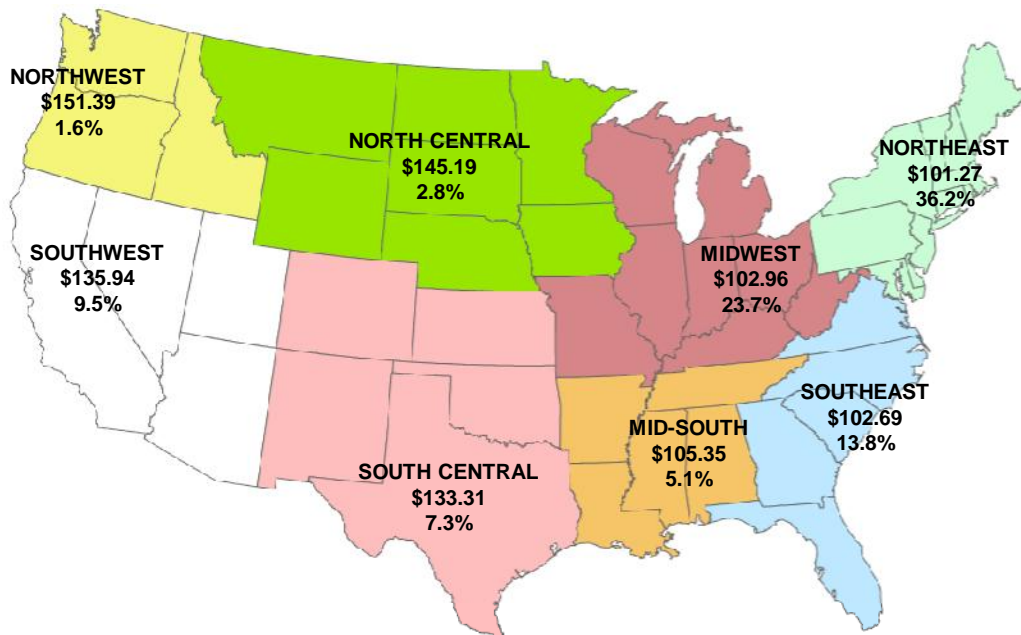 NORTHWEST
$151.39
1.6%
NORTH CENTRAL
$145.19
2.8%
NORTHEAST
$101.27
36.2%
SOUTHWEST
$135.94
9.5%
MIDWEST
$102.96
23.7%
SOUTHEAST
$102.69
13.8%
MID-SOUTH
$105.35
5.1%
SOUTH CENTRAL
$133.31
7.3%